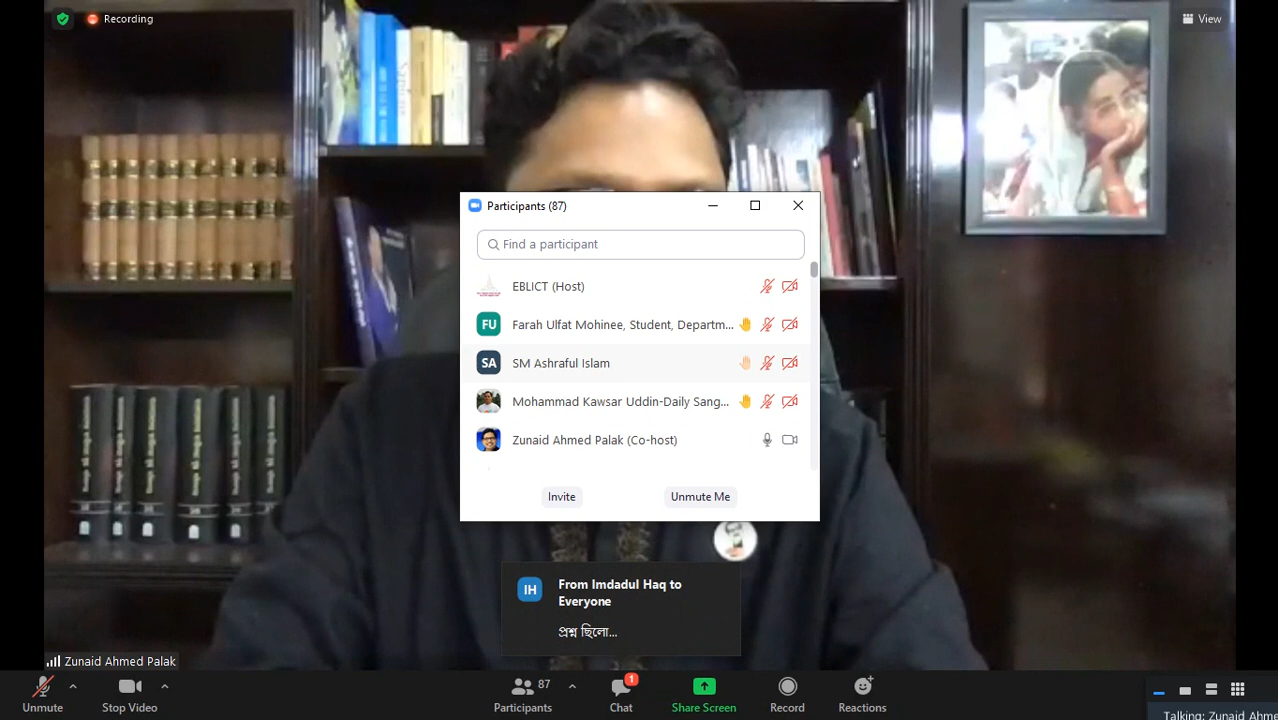 Recording
View
Participants (87)
Find a participant
EBLICT (Host)
FU
Farah Ulfat Mohinee, Student, Departm...
SA
SM Ashraful Islam
Mohammad Kawsar Uddin-Daily Sang...
Zunaid Ahmed Palak (Co-host)
Invite
Unmute Me
IH
From Imdadul Haq to
Everyone
প্রশ্ন ছিলো...
Zunaid Ahmed Palak
Unmute
Stop Video
87
Participants
1
Chat
Share Screen
Record
Reactions
Talking: Zunaid Ahme